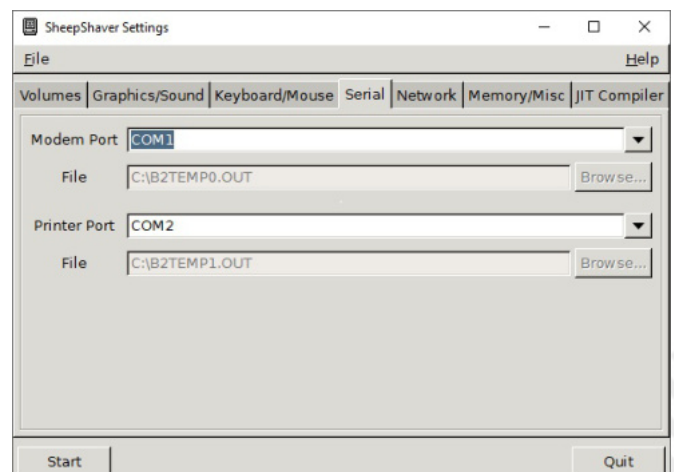 SheepShaver Settings
File Help
Volumes Graphics/Sound Keyboard/Mouse Serial Network Memory/Misc JIT Compiler
Modem Port COM1
File C:\B2TEMP0.OUT Browse...
Printer Port COM2
File C:\B2TEMP1.OUT Browse...
Start Quit